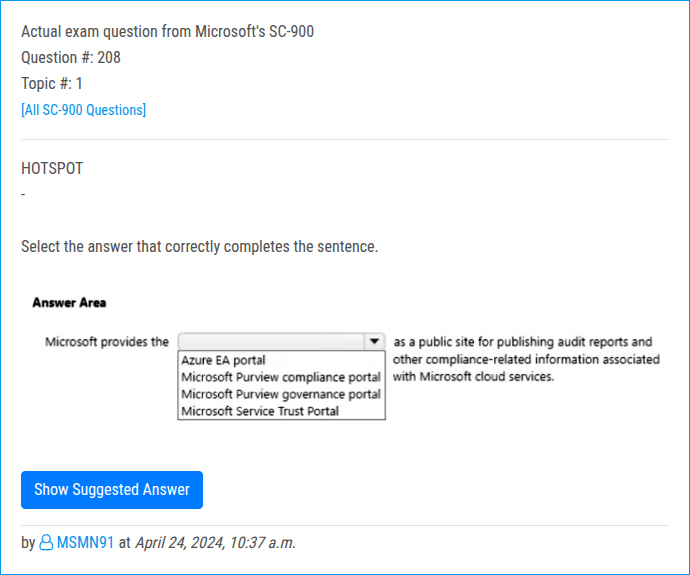 Actual exam question from Microsoft's SC-900
Question #: 208
Topic #: 1
[All SC-900 Questions]
HOTSPOT
-
Select the answer that correctly completes the sentence.
Answer Area
Microsoft provides the
Azure EA portal
Microsoft Purview compliance portal
Microsoft Purview governance portal
Microsoft Service Trust Portal
as a public site for publishing audit reports and
other compliance-related information associated
with Microsoft cloud services.
Show Suggested Answer
by MSMN91 at April 24, 2024, 10:37 a.m.